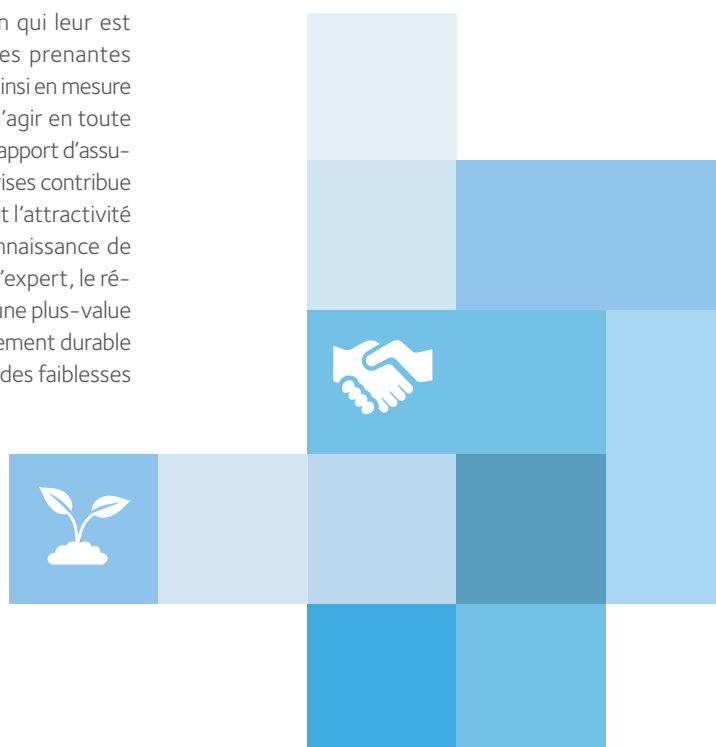 n qui leur est
es prenantes
insi en mesure
'agir en toute
apport d'assu-
rises contribue
t l'attractivité
nnaissance de
'expert, le ré-
une plus-value
ement durable
des faiblesses